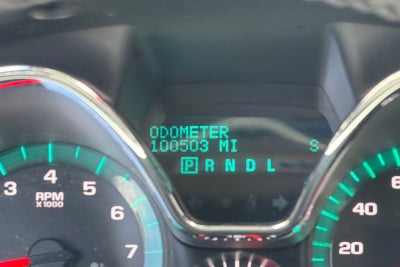 ODOMETER
100503 MI S
P R N D L
3 4 5 6 7
RPM
X1000
40
20